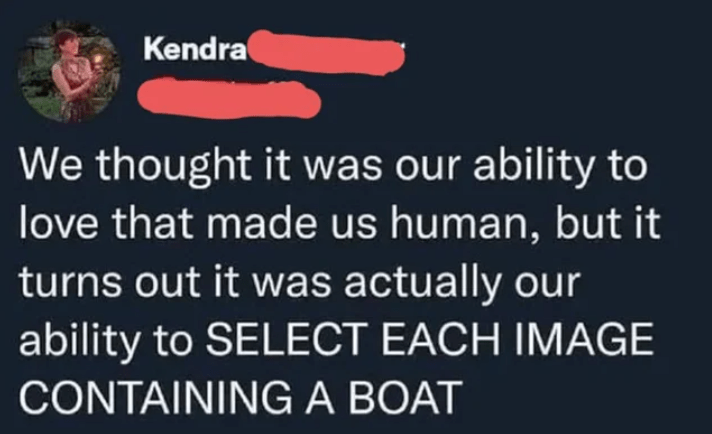 Kendra
We thought it was our ability to
love that made us human, but it
turns out it was actually our
ability to SELECT EACH IMAGE
CONTAINING A BOAT